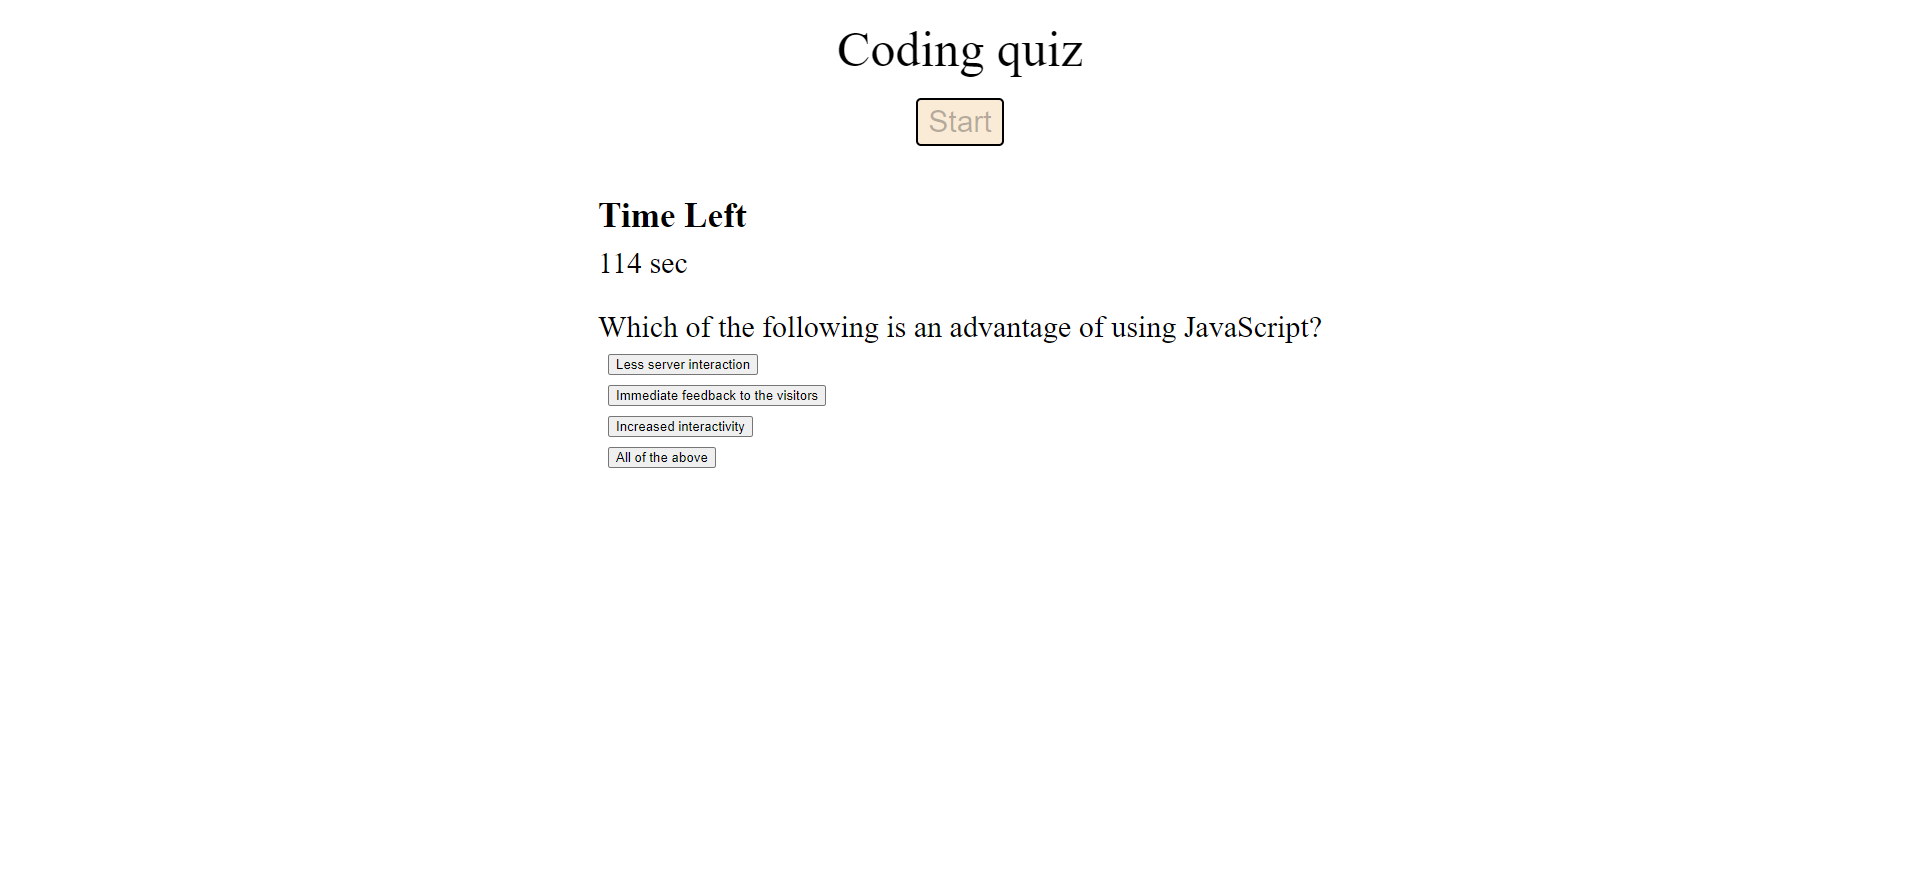 Coding quiz
Start
Time Left
114 sec
Which of the following is an advantage of using JavaScript?
Less server interaction
Immediate feedback to the visitors
Increased interactivity
All of the above